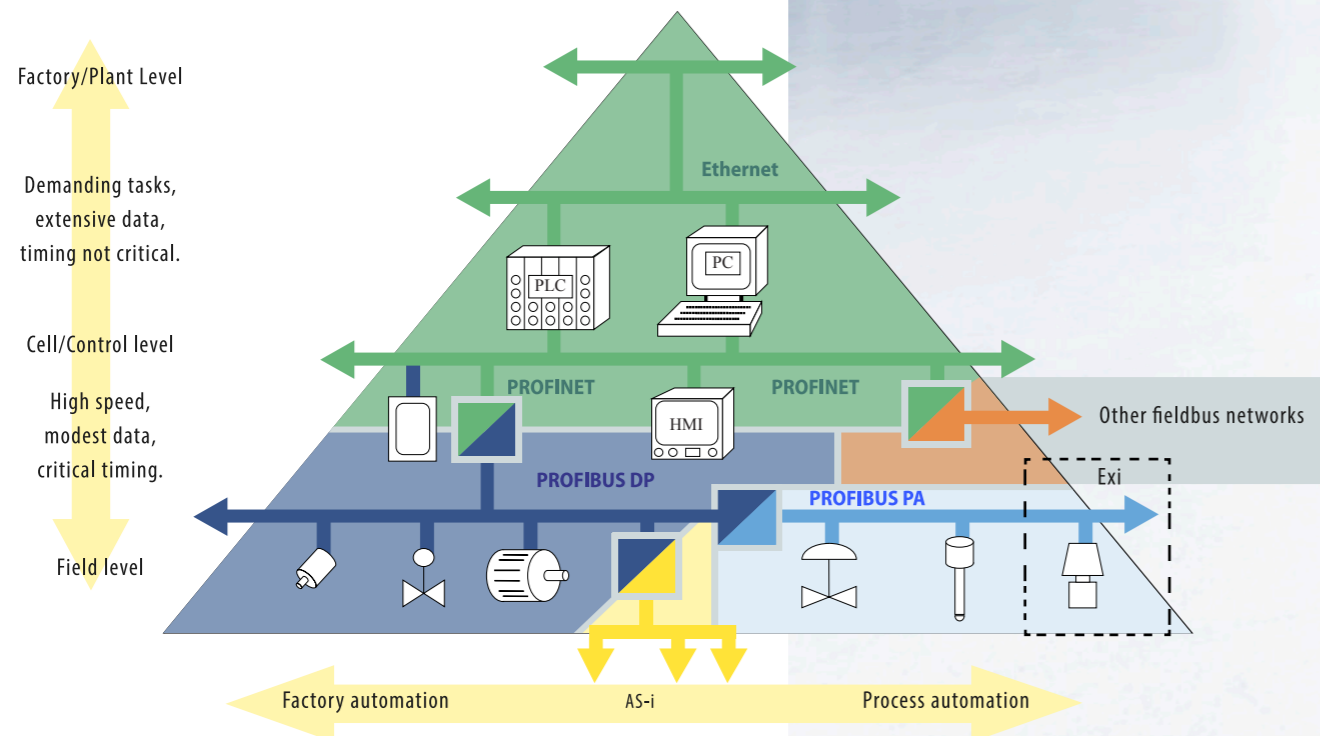 Factory/Plant Level
Demanding tasks,
extensive data,
timing not critical.
Cell/Control level
High speed,
modest data,
critical timing.
Field level
Ethernet
PLC
PC
PROFINET
PROFINET
HMI
Other fieldbus networks
PROFIBUS DP
Exi
PROFIBUS PA
Factory automation
AS-i
Process automation